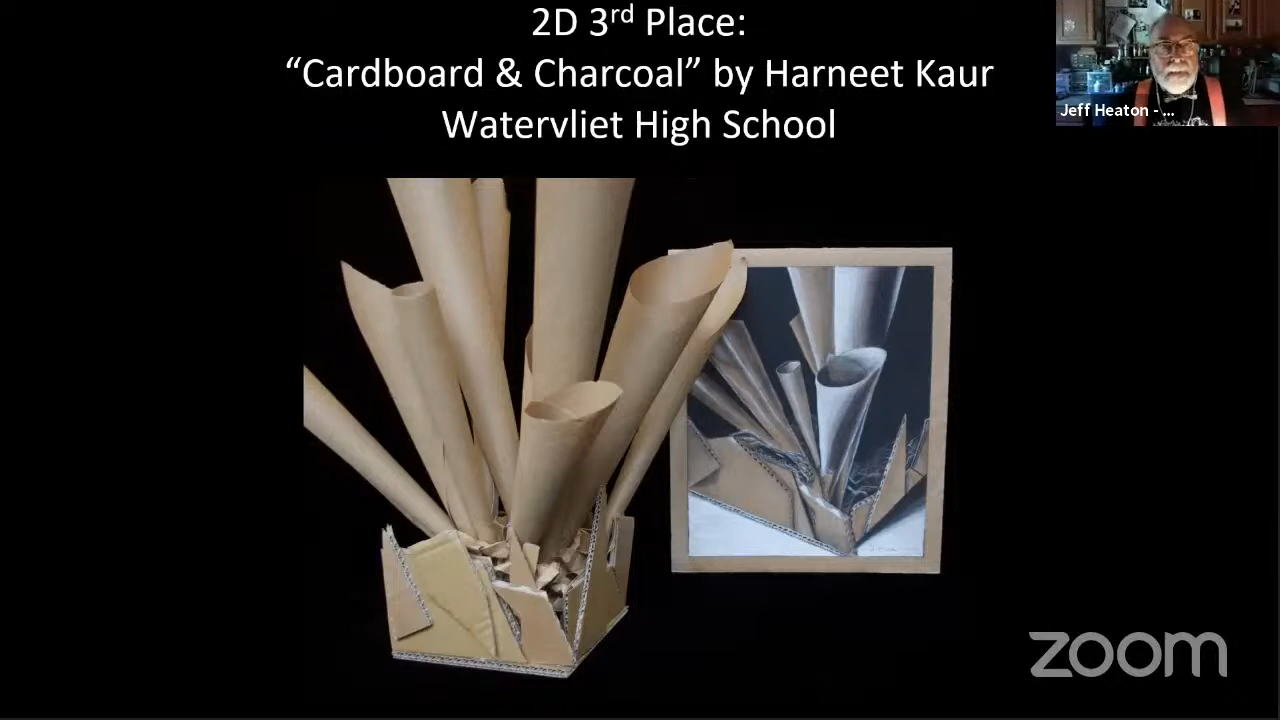 2D 3rd Place:
“Cardboard & Charcoal” by Harneet Kaur
Watervliet High School
Jeff Heaton - ...
zoom